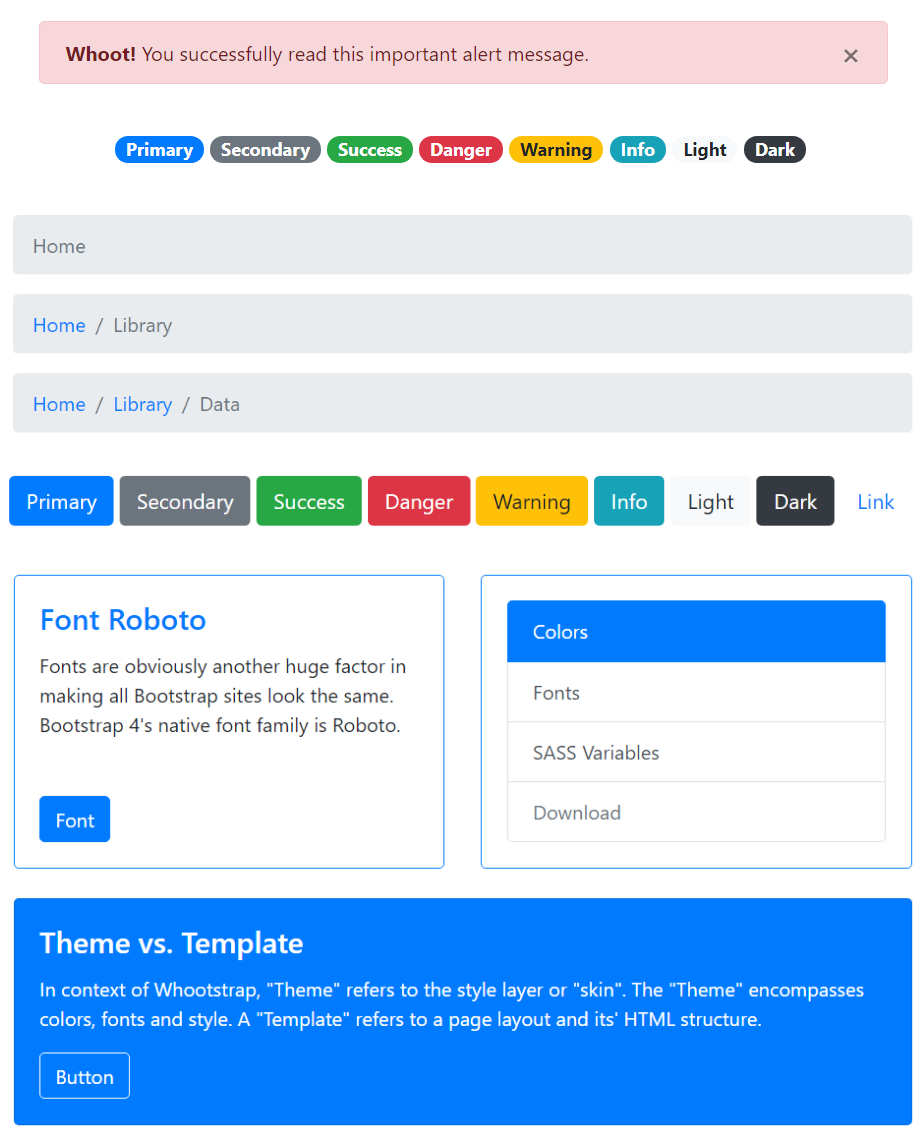 Whoot! You successfully read this important alert message. ×
Primary Secondary Success Danger Warning Info Light Dark
Home
Home / Library
Home / Library / Data
Primary Secondary Success Danger Warning Info Light Dark Link
Font Roboto
Fonts are obviously another huge factor in
making all Bootstrap sites look the same.
Bootstrap 4's native font family is Roboto.
Font
Colors
Fonts
SASS Variables
Download
Theme vs. Template
In context of Whootstrap, "Theme" refers to the style layer or "skin". The "Theme" encompasses
colors, fonts and style. A "Template" refers to a page layout and its' HTML structure.
Button